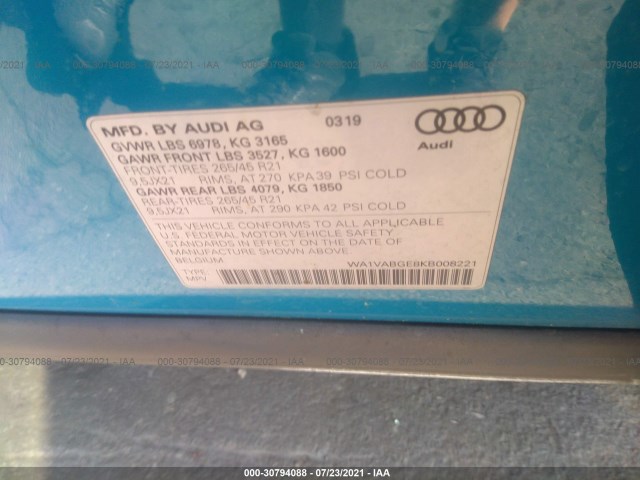 000-30794088 - 07/23/2021 - IAA
MFD. BY AUDI AG 0319
GVWR LBS 6978, KG 3165
GAWR FRONT LBS 3527, KG 1600
FRONT-TIRES 265/45 R21
9,5JX21 RIMS, AT 270 KPA 39 PSI COLD
GAWR REAR LBS 4079, KG 1850
REAR-TIRES 265/45 R21
9,5JX21 RIMS, AT 290 KPA 42 PSI COLD
THIS VEHICLE CONFORMS TO ALL APPLICABLE
U.S. FEDERAL MOTOR VEHICLE SAFETY
STANDARDS IN EFFECT ON THE DATE OF
MANUFACTURE SHOWN ABOVE.
BELGIUM
WA1VABGE8KB008221
TYPE:
MPV
Audi
000-30794088 - 07/23/2021 - IAA
000-30794088 - 07/23/2021 - IAA